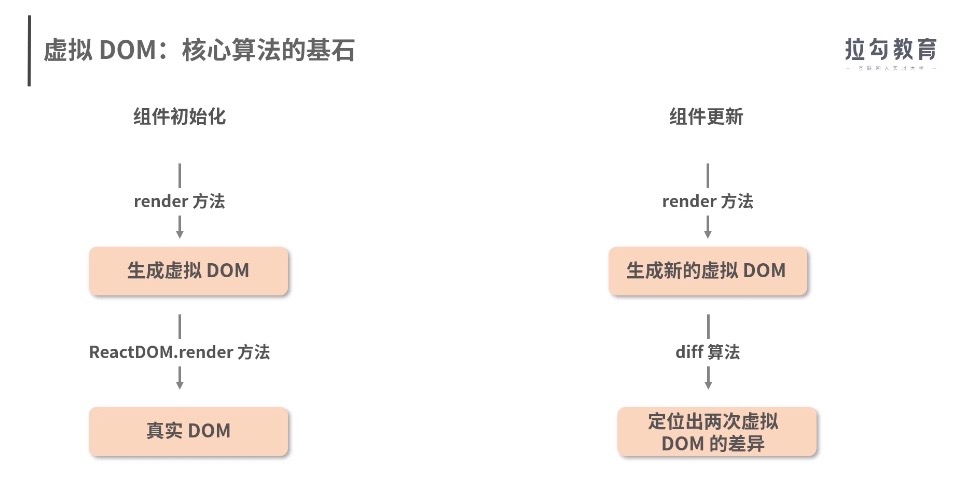 虚拟 DOM：核心算法的基石
拉勾教育
组件初始化
render 方法
生成虚拟 DOM
ReactDOM.render 方法
真实 DOM
组件更新
render 方法
生成新的虚拟 DOM
diff 算法
定位出两次虚拟
DOM 的差异